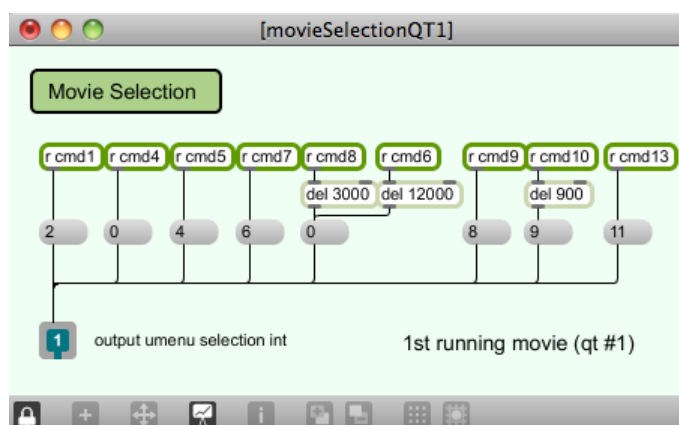 [movieSelectionQT1]
Movie Selection
r cmd1 r cmd4 r cmd5 r cmd7 r cmd8 r cmd6 r cmd9 r cmd10 r cmd13
del 3000 del 12000 del 900
2 0 4 6 0 8 9 11
1 output umenu selection int 1st running movie (qt #1)